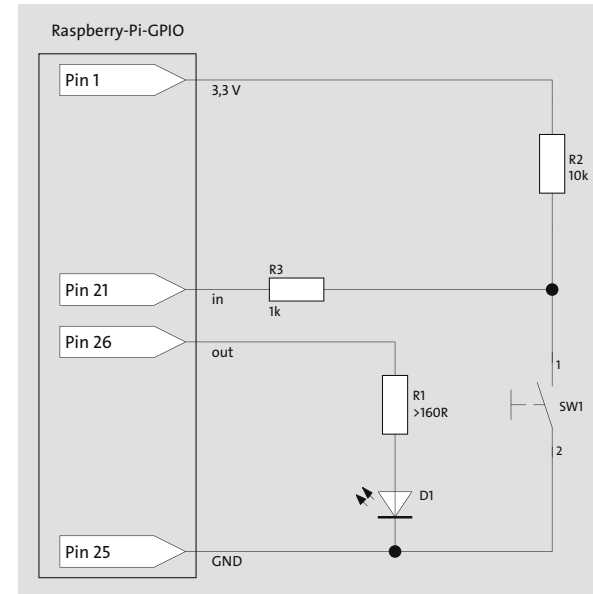 Raspberry-Pi-GPIO
Pin 1
3,3 V
R2
10k
R3
Pin 21
in
1k
Pin 26
out
1
R1
>160R
SW1
2
D1
Pin 25
GND